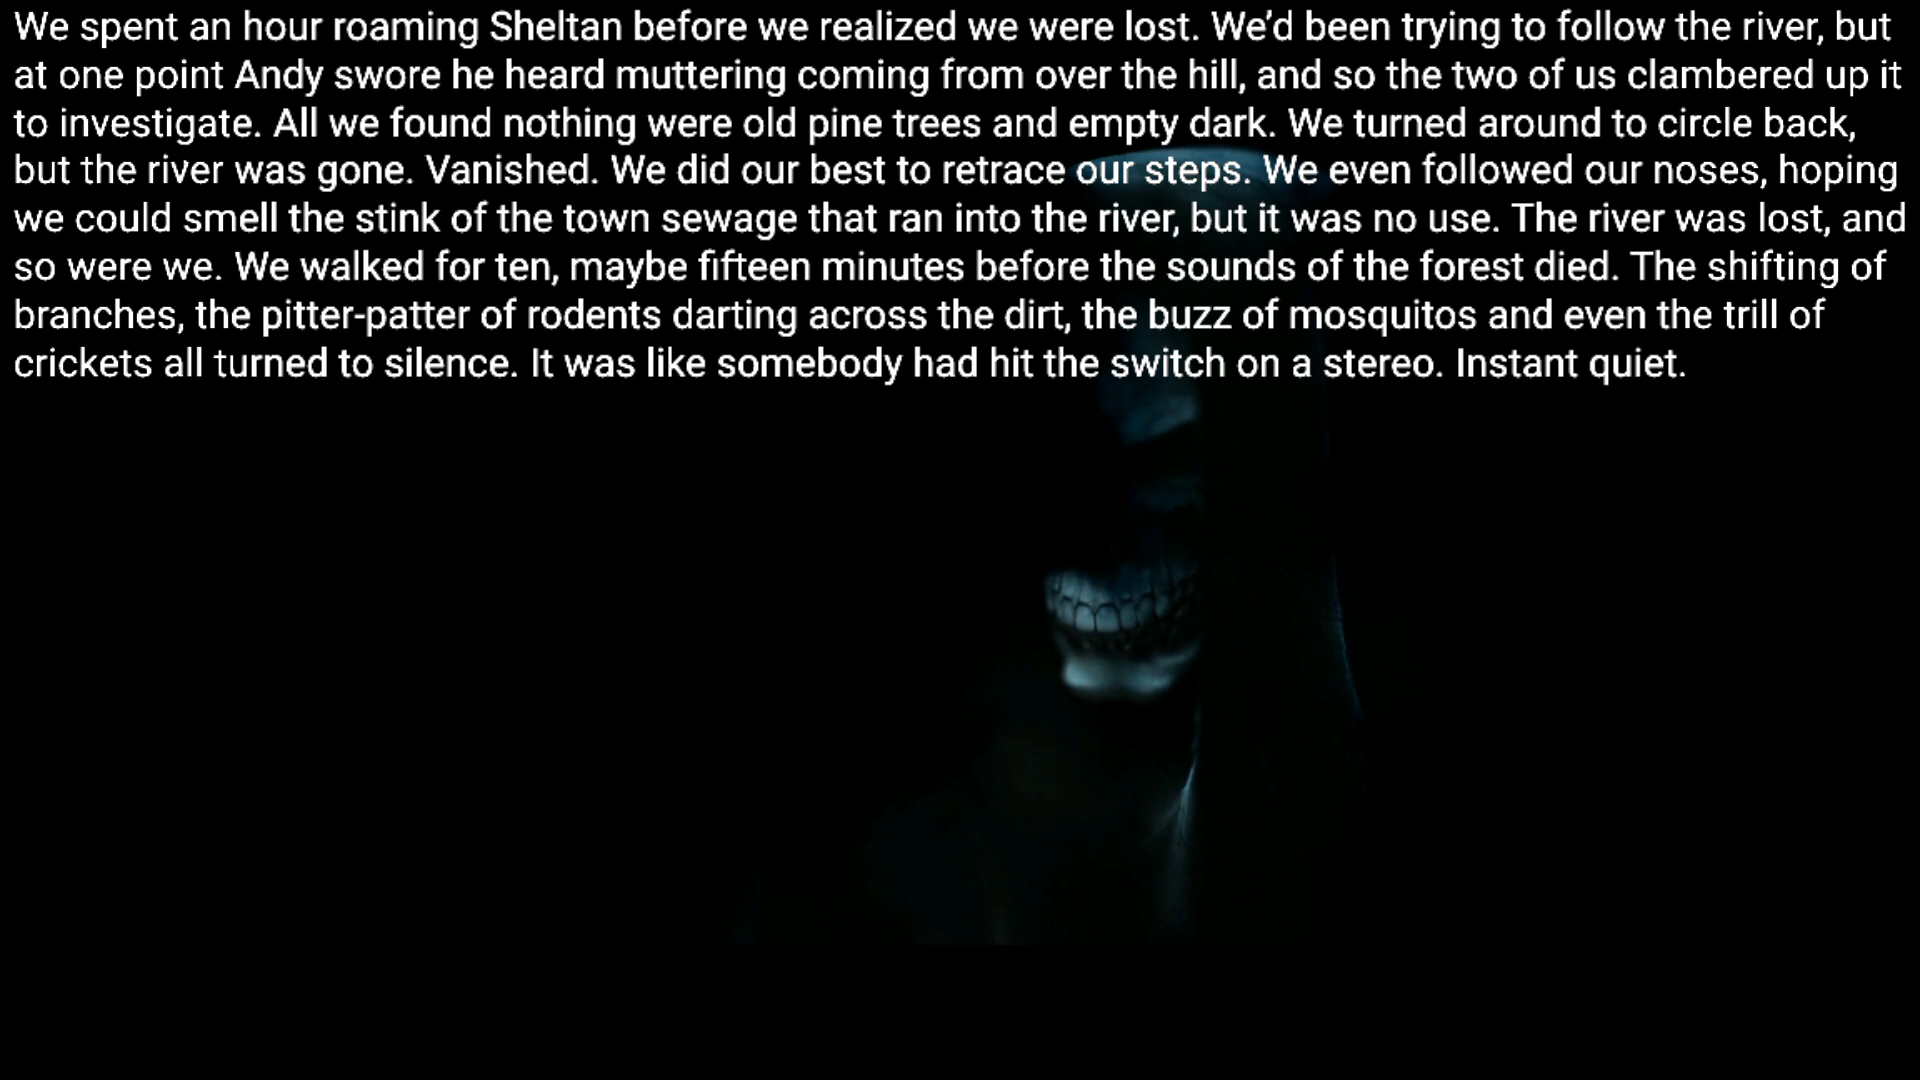 We spent an hour roaming Sheltan before we realized we were lost. We’d been trying to follow the river, but
at one point Andy swore he heard muttering coming from over the hill, and so the two of us clambered up it
to investigate. All we found nothing were old pine trees and empty dark. We turned around to circle back,
but the river was gone. Vanished. We did our best to retrace our steps. We even followed our noses, hoping
we could smell the stink of the town sewage that ran into the river, but it was no use. The river was lost, and
so were we. We walked for ten, maybe fifteen minutes before the sounds of the forest died. The shifting of
branches, the pitter-patter of rodents darting across the dirt, the buzz of mosquitos and even the trill of
crickets all turned to silence. It was like somebody had hit the switch on a stereo. Instant quiet.